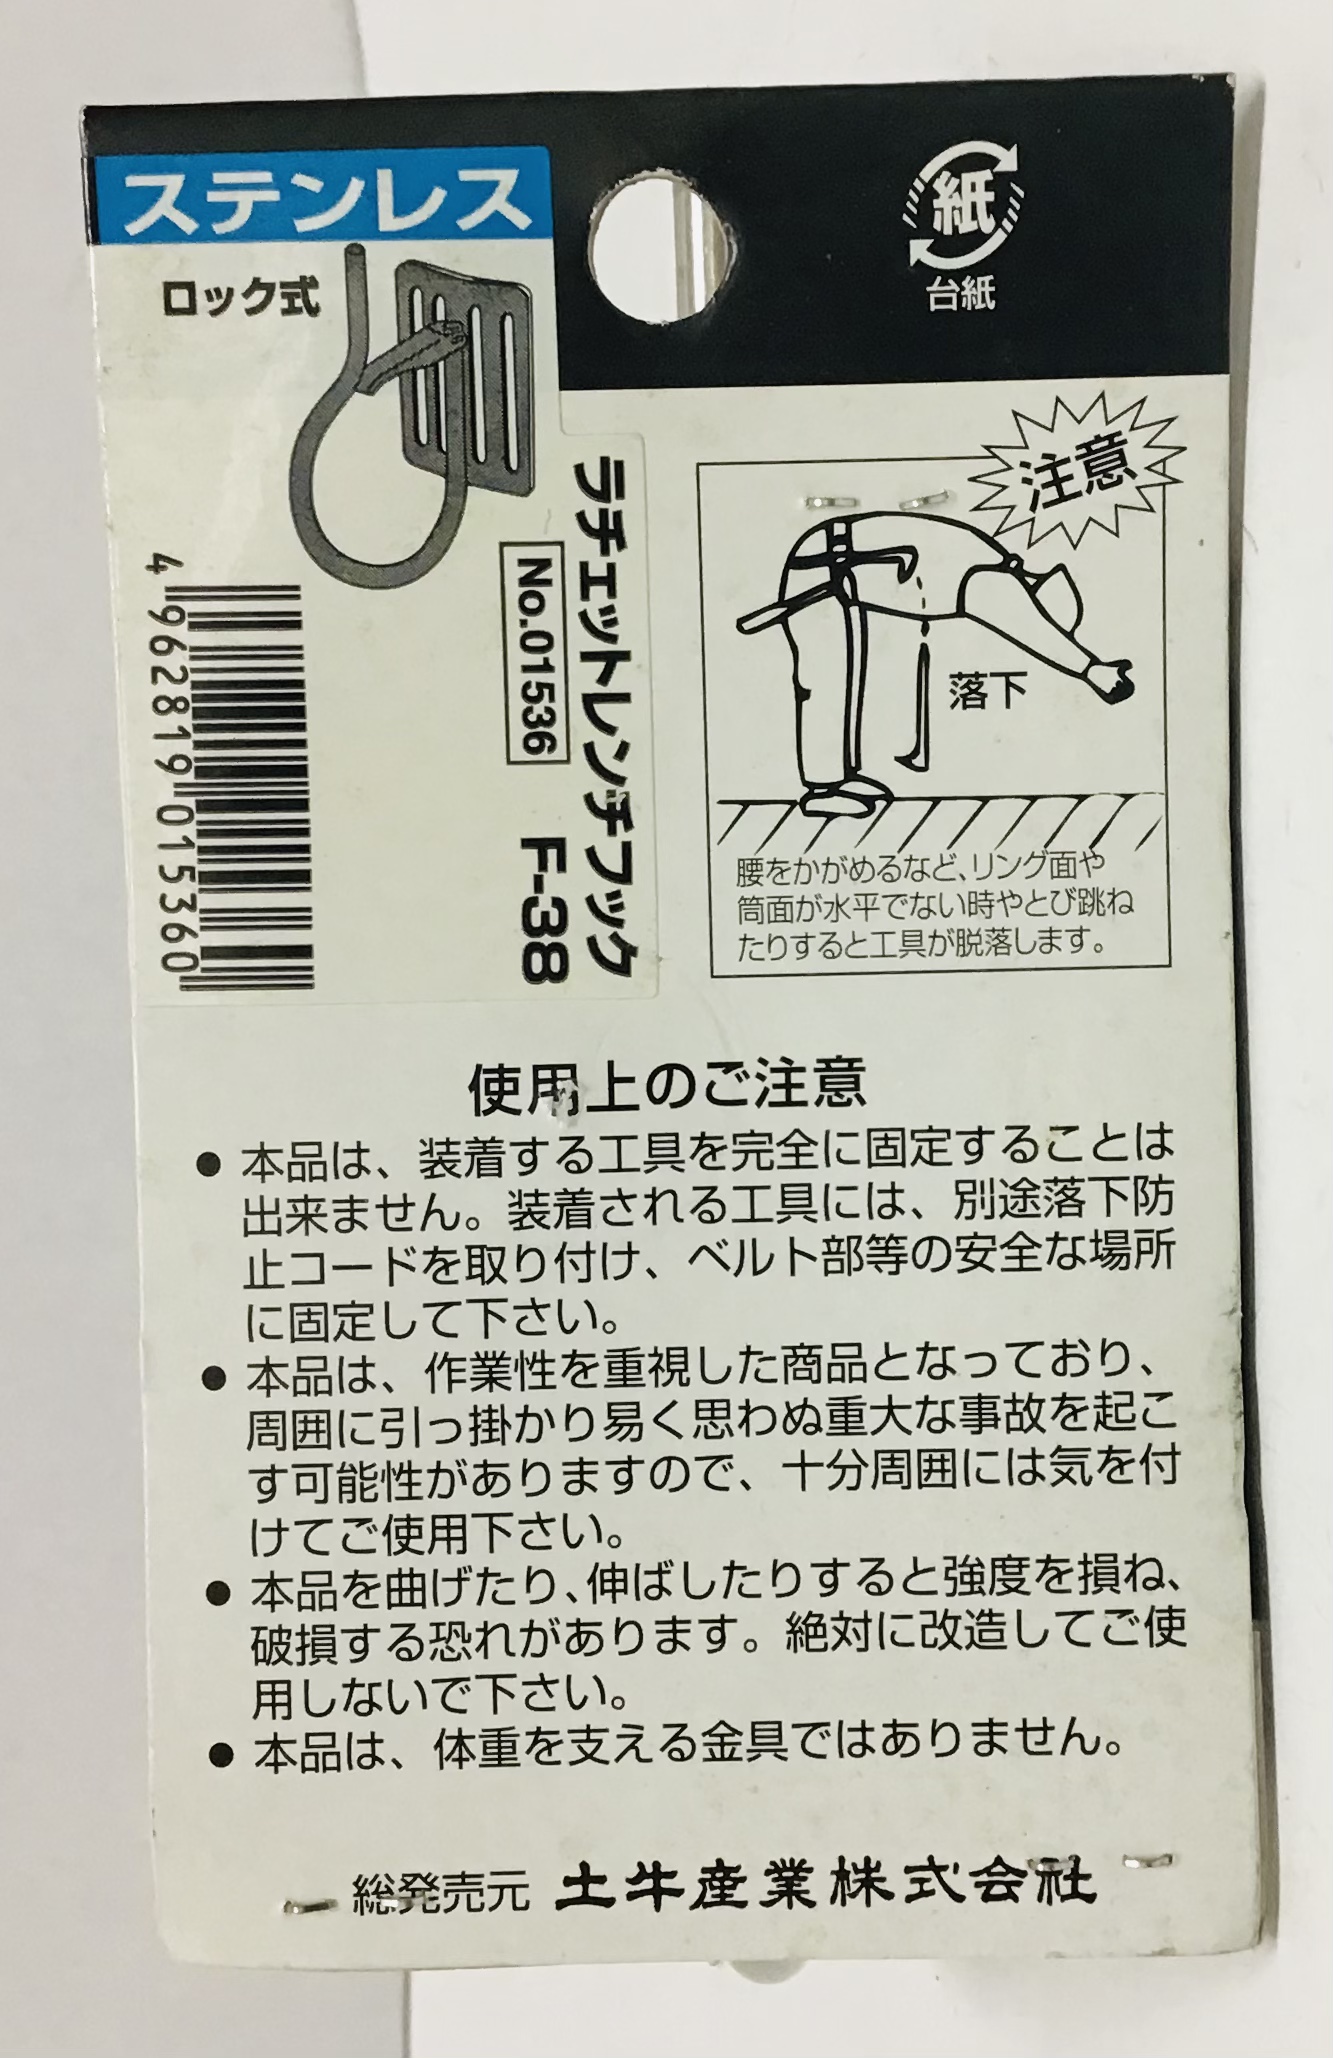 ステンレス
ロック式
紙
台紙
ラチェットレンチフック
No.01536
F-38
4 962819 015360
注意
落下
腰をかがめるなど、リング面や
筒面が水平でない時やとび跳ね
たりすると工具が脱落します。
使用上のご注意
● 本品は、装着する工具を完全に固定することは
出来ません。装着される工具には、別途落下防
止コードを取り付け、ベルト部等の安全な場所
に固定して下さい。
● 本品は、作業性を重視した商品となっており、
周囲に引っ掛かり易く思わぬ重大な事故を起こ
す可能性がありますので、十分周囲には気を付
けてご使用下さい。
● 本品を曲げたり、伸ばしたりすると強度を損ね、
破損する恐れがあります。絶対に改造してご使
用しないで下さい。
● 本品は、体重を支える金具ではありません。
総発売元 土牛産業株式会社